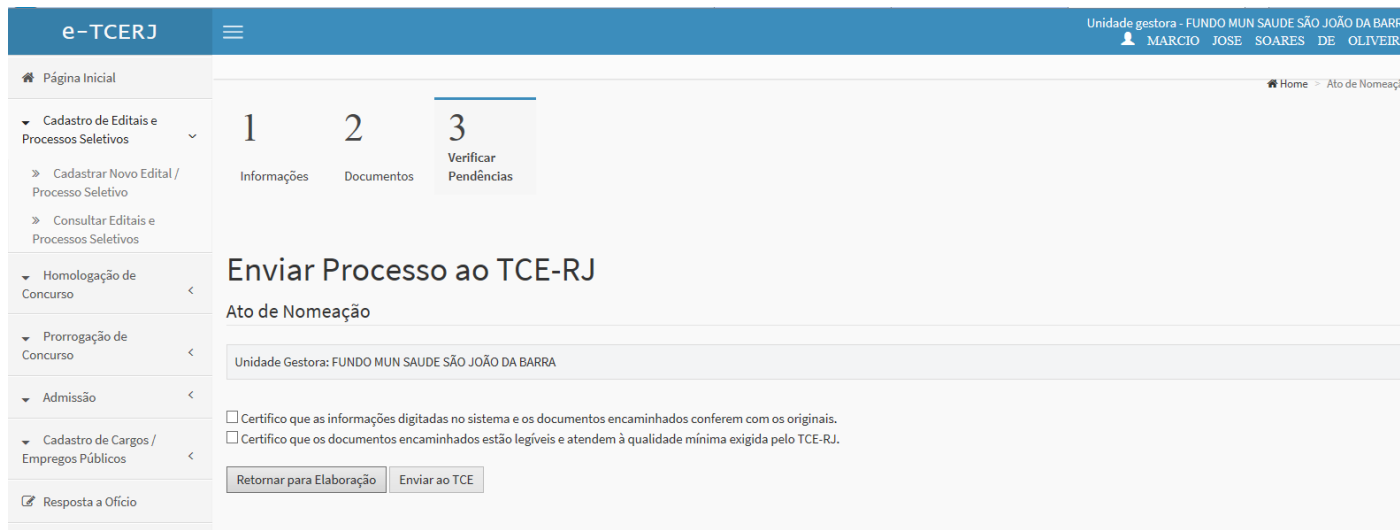 e-TCERJ
Unidade gestora - FUNDO MUN SAUDE SÃO JOÃO DA BARR
MARCIO JOSE SOARES DE OLIVEIR
Home > Ato de Nomeaç
Página Inicial
Cadastro de Editais e
Processos Seletivos
» Cadastrar Novo Edital /
Processo Seletivo
» Consultar Editais e
Processos Seletivos
Homologação de
Concurso
Prorrogação de
Concurso
Admissão
Cadastro de Cargos /
Empregos Públicos
Resposta a Ofício
1
Informações
2
Documentos
3
Verificar
Pendências
Enviar Processo ao TCE-RJ
Ato de Nomeação
Unidade Gestora: FUNDO MUN SAUDE SÃO JOÃO DA BARRA
Certifico que as informações digitadas no sistema e os documentos encaminhados conferem com os originais.
Certifico que os documentos encaminhados estão legíveis e atendem à qualidade mínima exigida pelo TCE-RJ.
Retornar para Elaboração
Enviar ao TCE